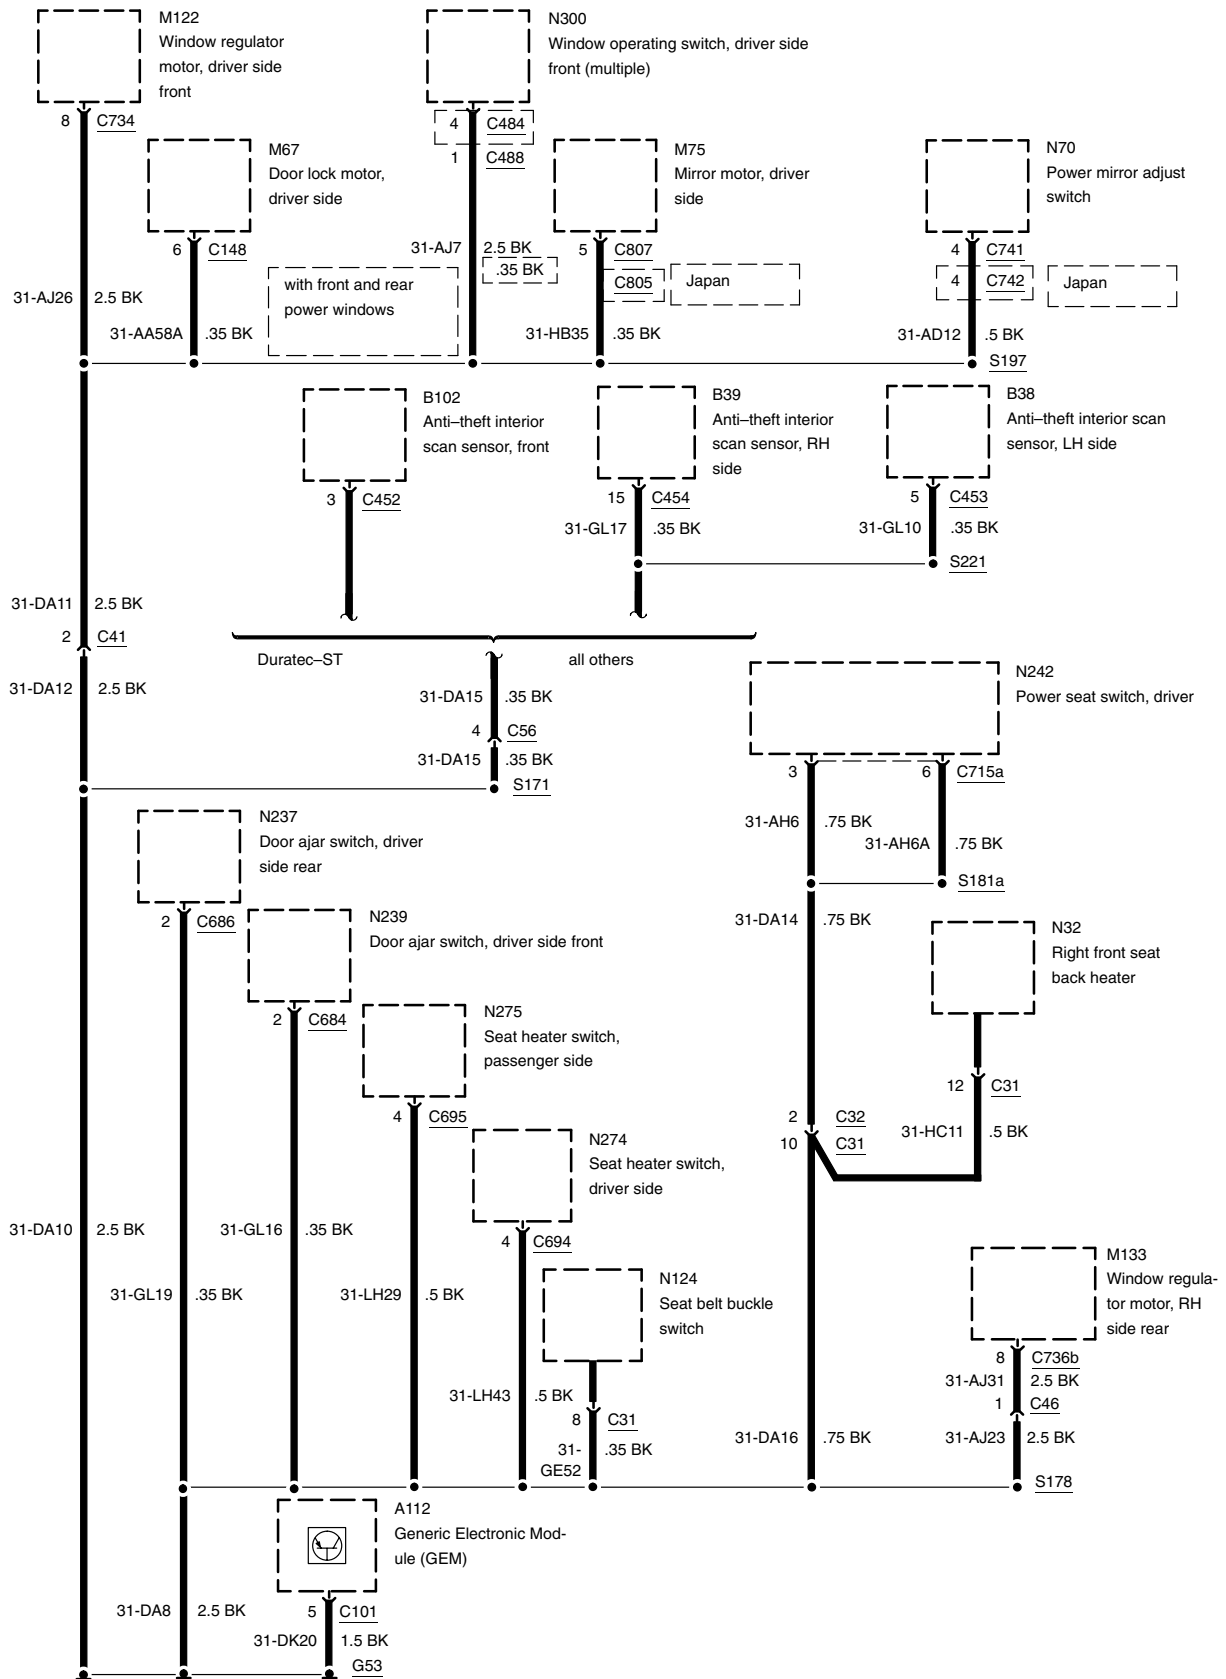 M122
Window regulator
motor, driver side
front
8 C734
N300
Window operating switch, driver side
front (multiple)
4 C484
1 C488
M67
Door lock motor,
driver side
6 C148
M75
Mirror motor, driver
side
5 C807
C805
Japan
N70
Power mirror adjust
switch
4 C741
4 C742
Japan
31-AJ7 2.5 BK
.35 BK
with front and rear
power windows
31-AJ26 2.5 BK
31-AA58A .35 BK
31-HB35 .35 BK
31-AD12 .5 BK
S197
B102
Anti–theft interior
scan sensor, front
3 C452
B39
Anti–theft interior
scan sensor, RH
side
15 C454
31-GL17 .35 BK
B38
Anti–theft interior scan
sensor, LH side
5 C453
31-GL10 .35 BK
S221
31-DA11 2.5 BK
2 C41
31-DA12 2.5 BK
Duratec–ST
all others
31-DA15 .35 BK
4 C56
31-DA15 .35 BK
S171
N242
Power seat switch, driver
3
6 C715a
31-AH6 .75 BK
31-AH6A .75 BK
S181a
31-DA14 .75 BK
N237
Door ajar switch, driver
side rear
2 C686
N239
Door ajar switch, driver side front
2 C684
N32
Right front seat
back heater
12 C31
31-HC11 .5 BK
2 C32
10 C31
N275
Seat heater switch,
passenger side
4 C695
N274
Seat heater switch,
driver side
4 C694
31-DA10 2.5 BK
31-GL16 .35 BK
31-GL19 .35 BK
31-LH29 .5 BK
N124
Seat belt buckle
switch
M133
Window regula-
tor motor, RH
side rear
8 C736b
31-AJ31 2.5 BK
1 C46
31-AJ23 2.5 BK
31-LH43 .5 BK
8 C31
31-
GE52
.35 BK
31-DA16 .75 BK
S178
A112
Generic Electronic Mod-
ule (GEM)
31-DA8 2.5 BK
5 C101
31-DK20 1.5 BK
G53